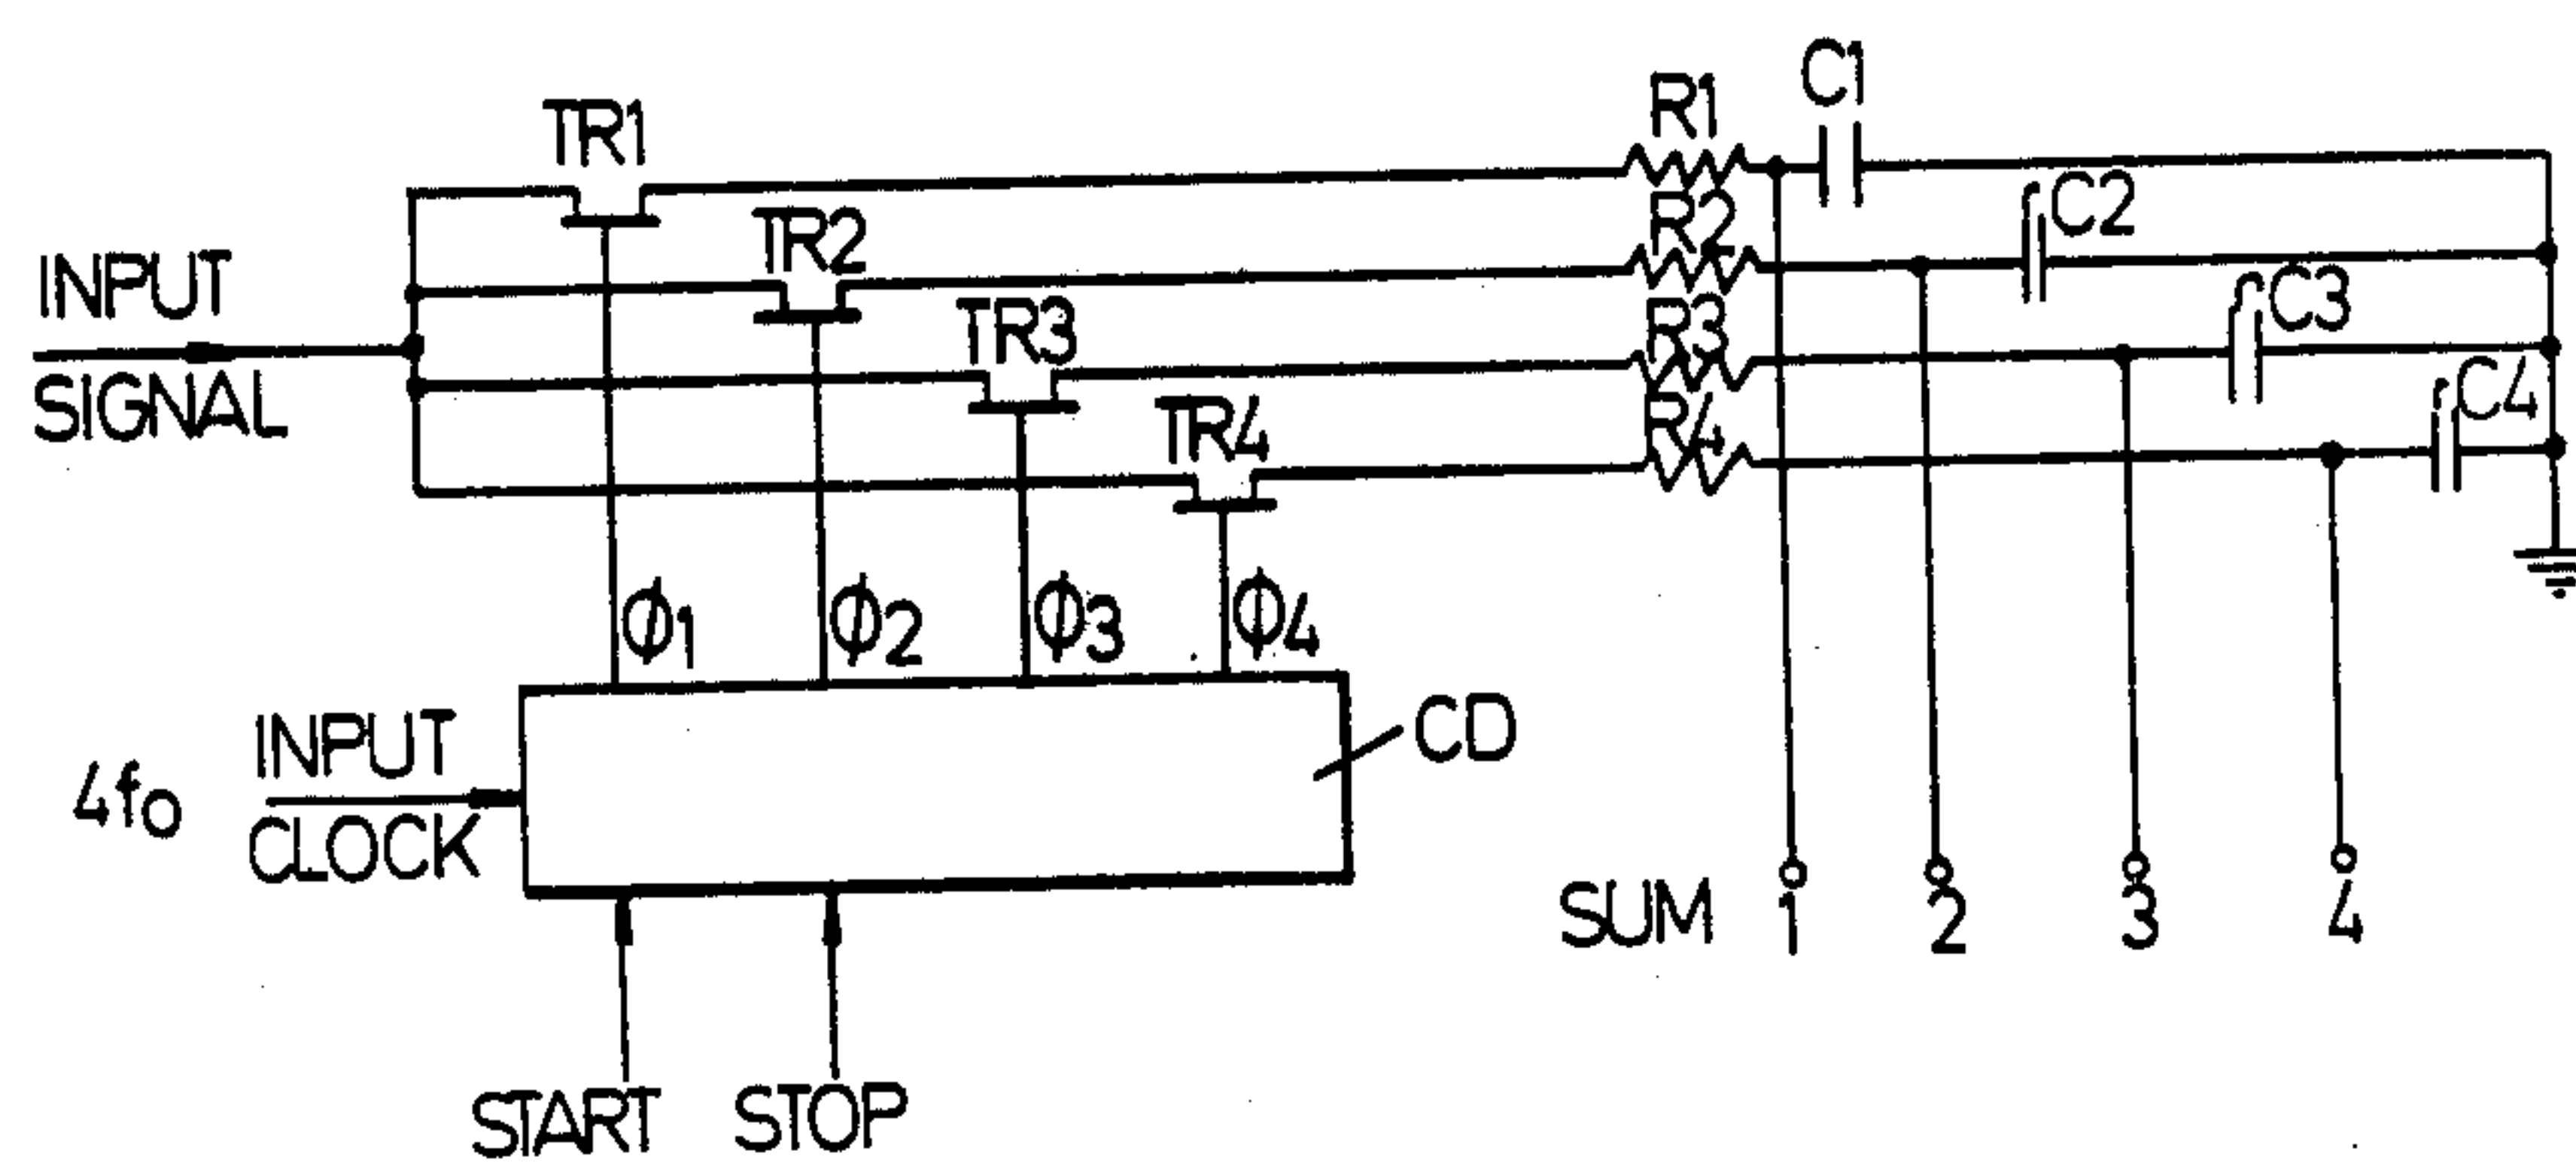 TR1
R1
C1
TR2
R2
C2
INPUT
SIGNAL
TR3
R3
C3
TR4
R4
C4
ϕ1
ϕ2
ϕ3
ϕ4
4fo
INPUT
CLOCK
CD
SUM 1 2 3 4
START
STOP